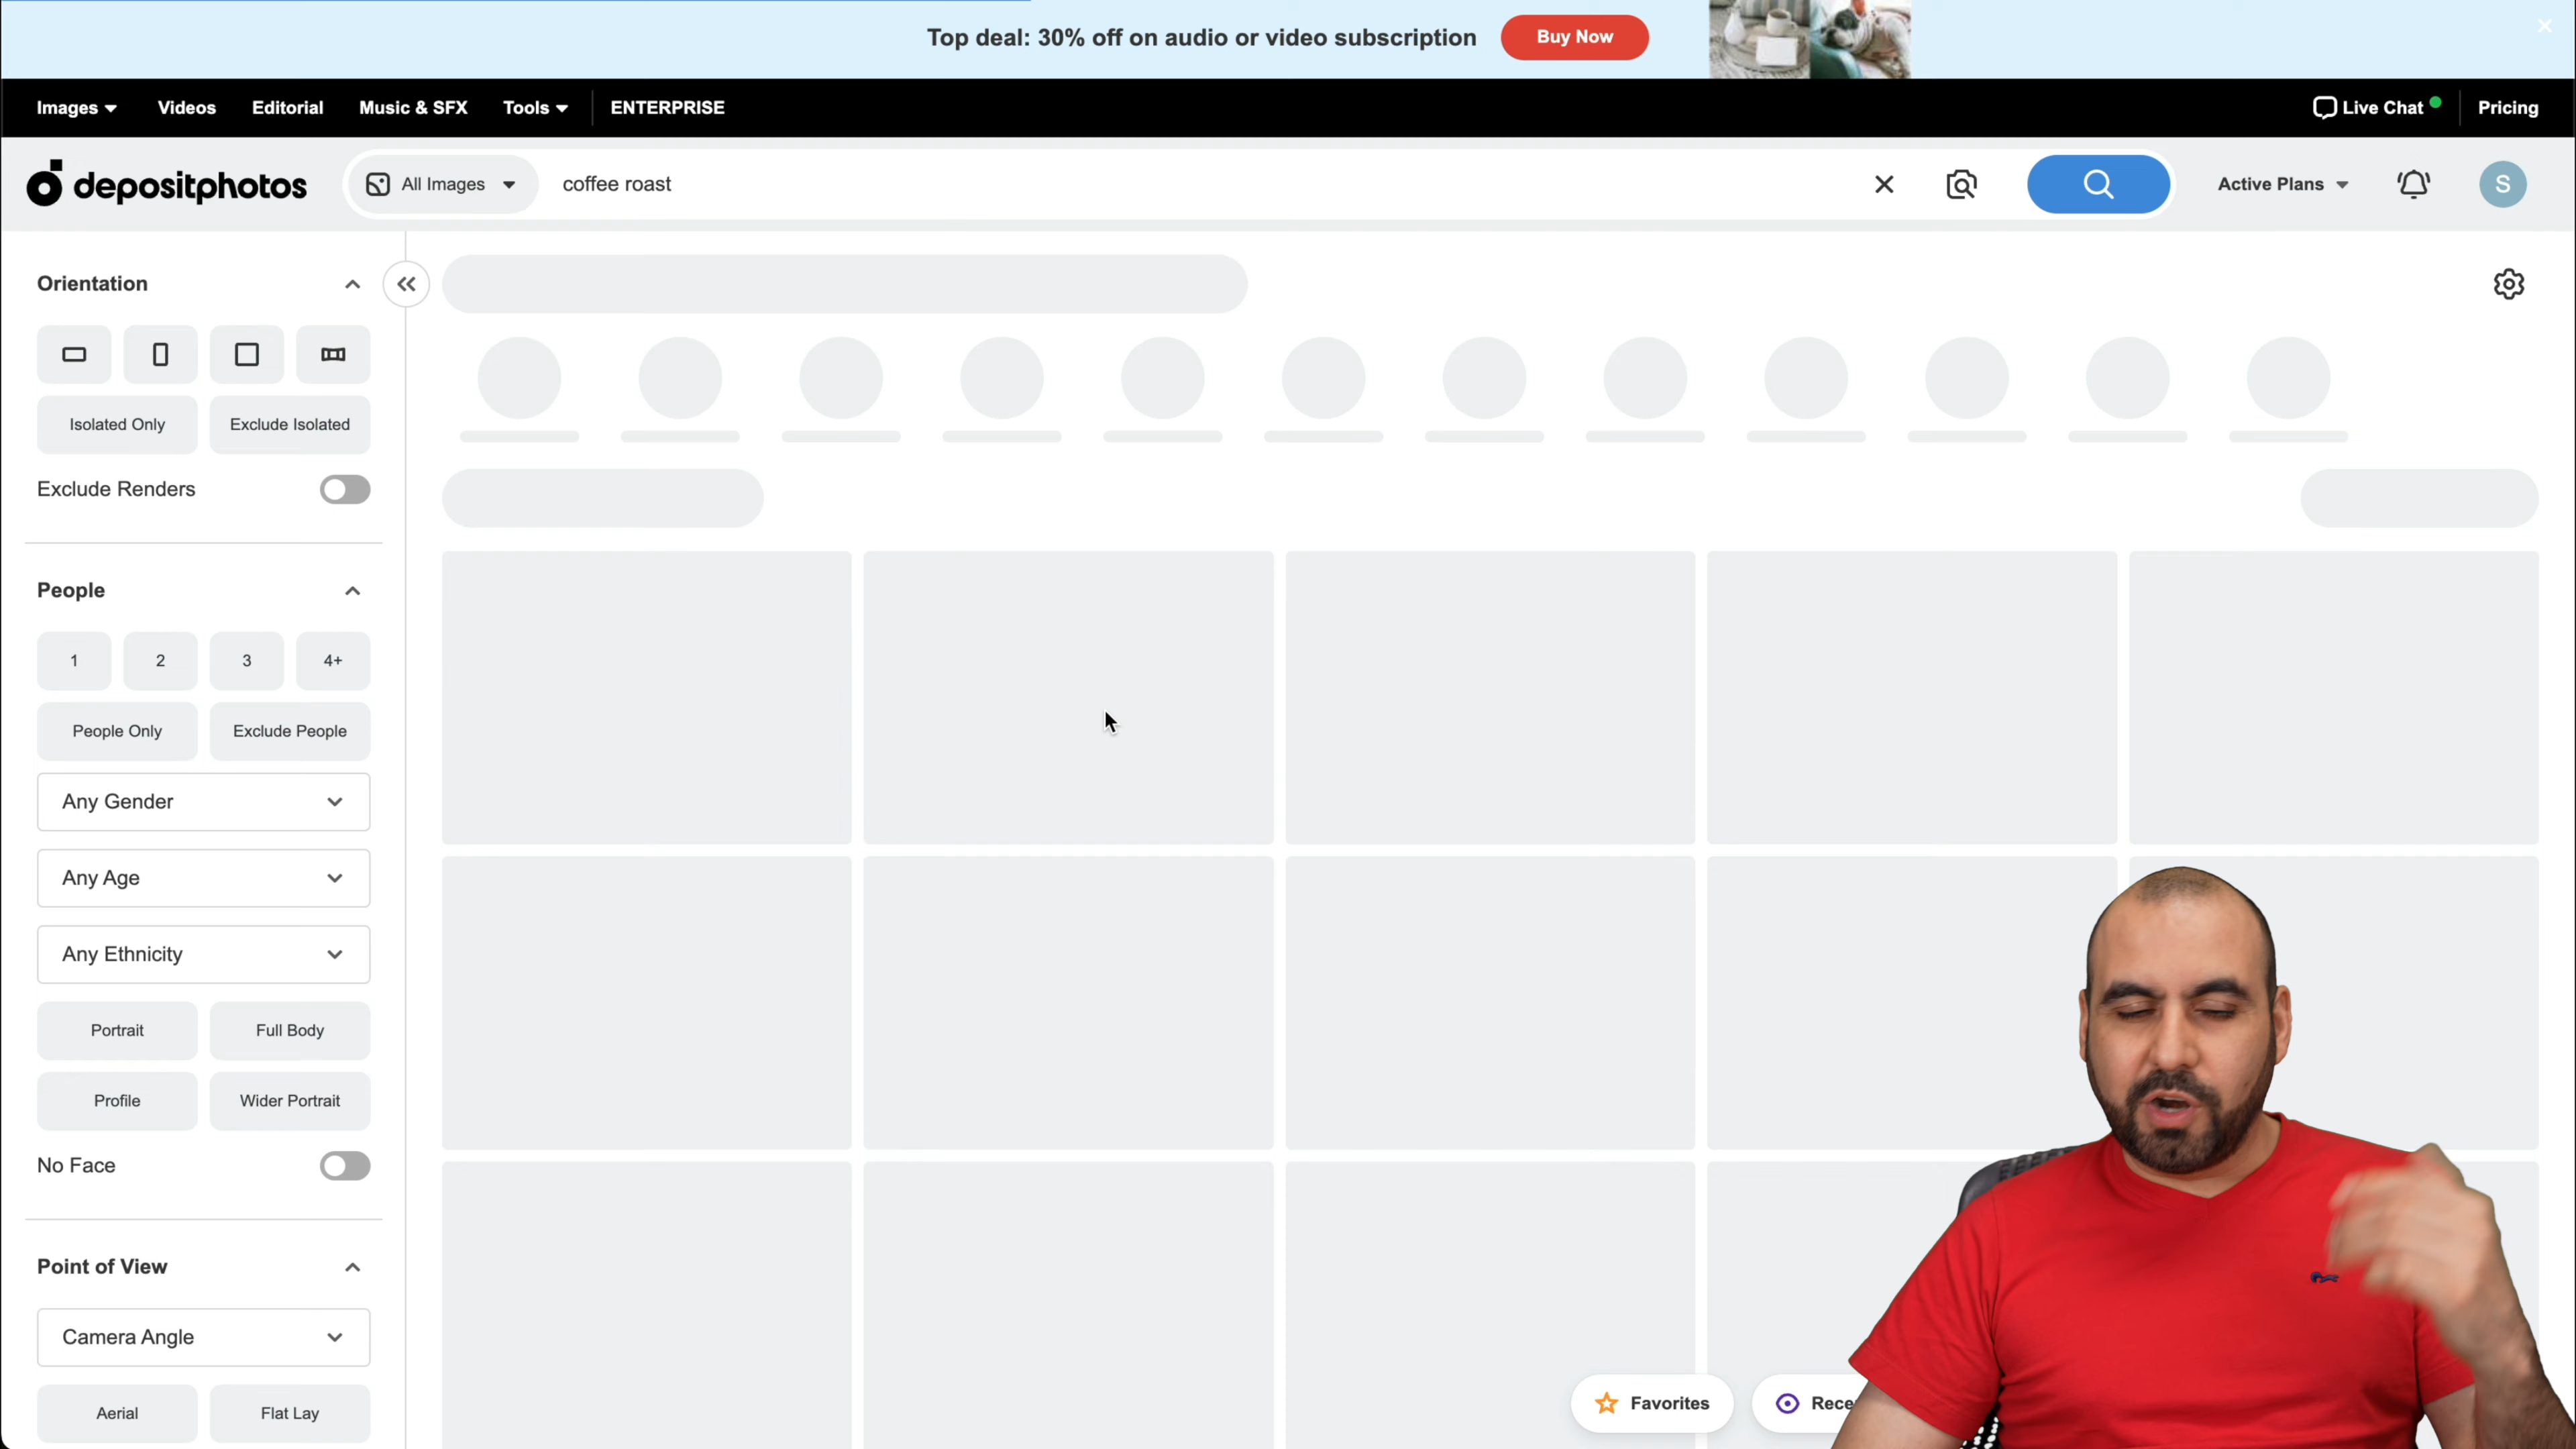 Top deal: 30% off on audio or video subscription Buy Now
Images Videos Editorial Music & SFX Tools ENTERPRISE Live Chat Pricing
depositphotos All Images coffee roast Active Plans S
Orientation
Isolated Only Exclude Isolated
Exclude Renders
People
1 2 3 4+
People Only Exclude People
Any Gender
Any Age
Any Ethnicity
Portrait Full Body
Profile Wider Portrait
No Face
Point of View
Camera Angle
Aerial Flat Lay
Favorites